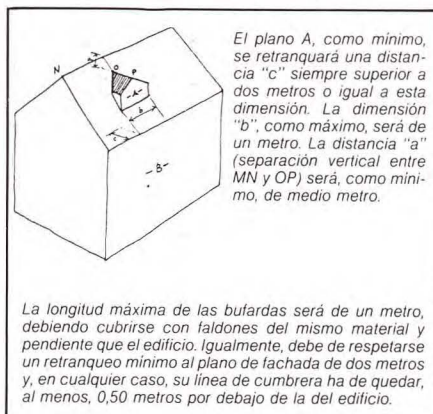 N
a
O
P
-A-
b
c
-B-
El plano A, como mínimo,
se retranquará una distan-
cia "c" siempre superior a
dos metros o igual a esta
dimensión. La dimensión
"b", como máximo, será de
un metro. La distancia "a"
(separación vertical entre
MN y OP) será, como míni-
mo, de medio metro.
La longitud máxima de las bufardas será de un metro,
debiendo cubrirse con faldones del mismo material y
pendiente que el edificio. Igualmente, debe de respetarse
un retranqueo mínimo al plano de fachada de dos metros
y, en cualquier caso, su línea de cumbrera ha de quedar,
al menos, 0,50 metros por debajo de la del edificio.